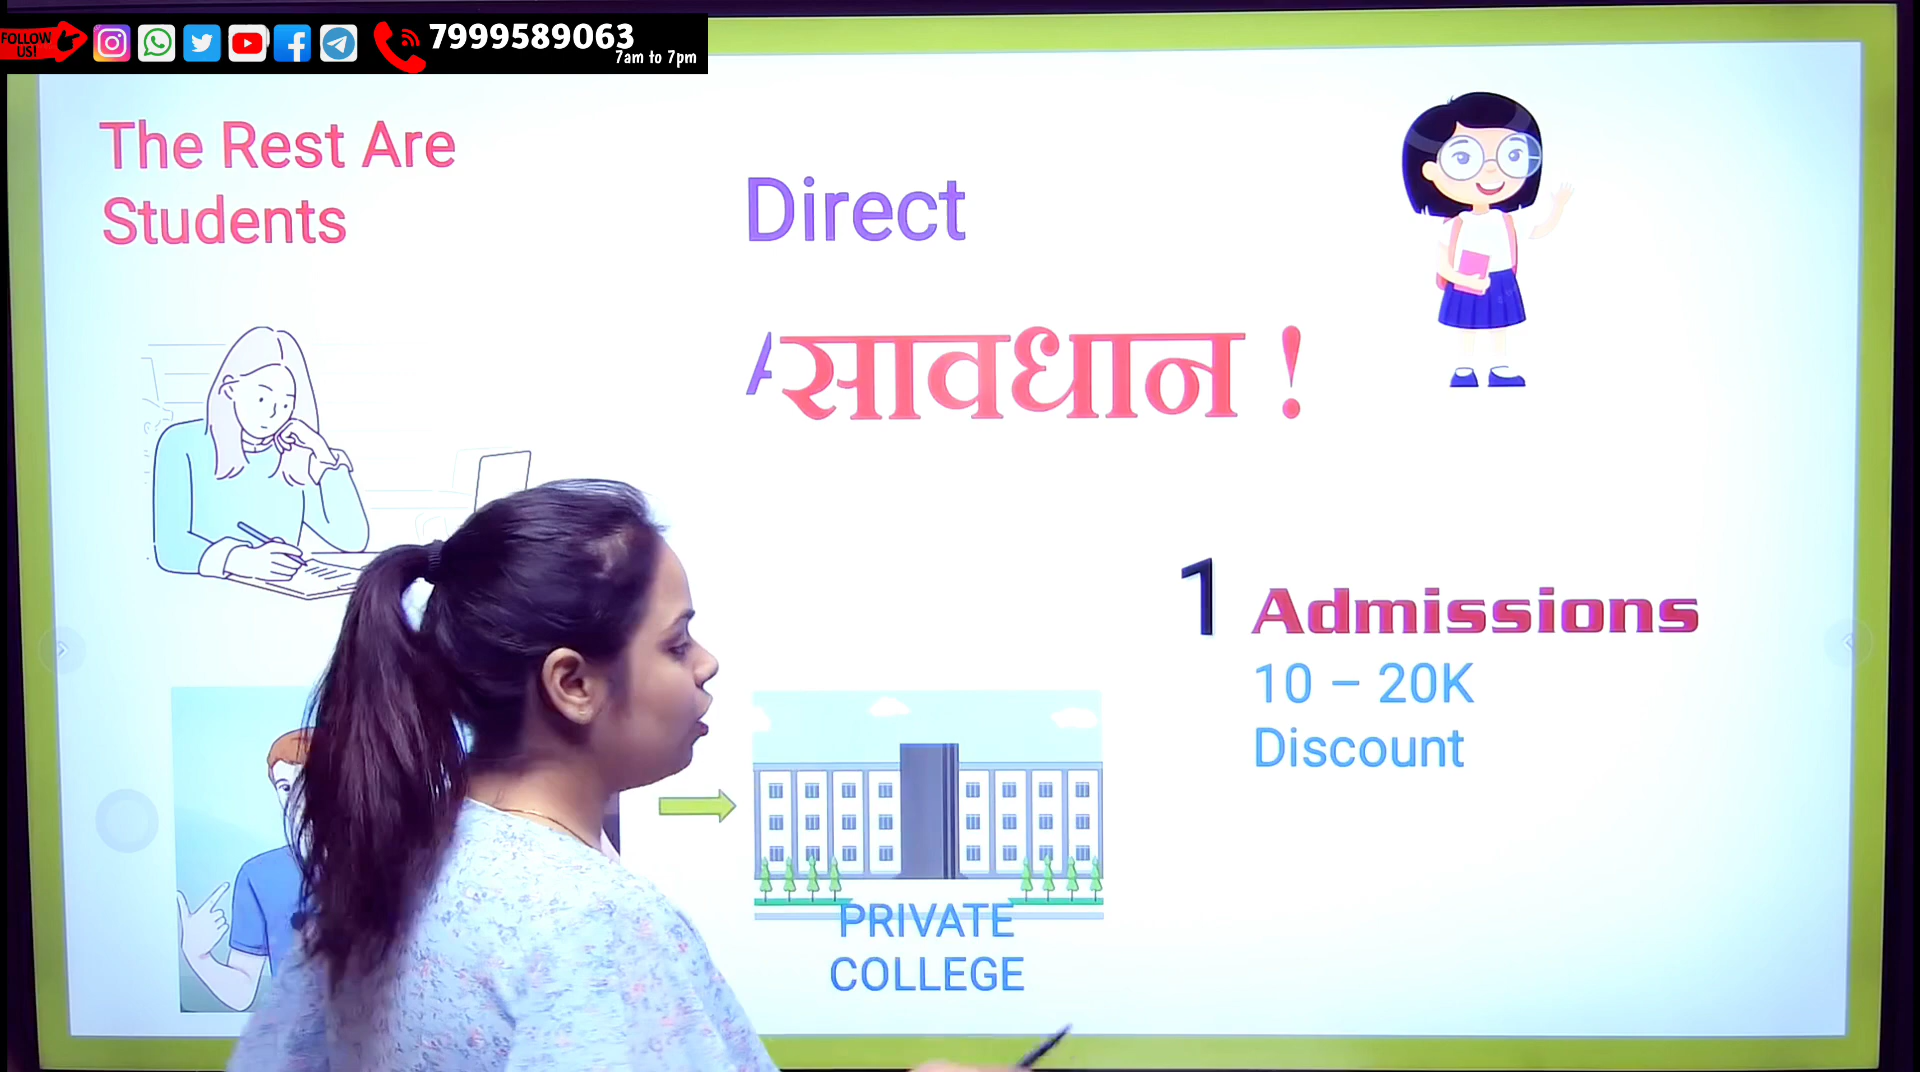 FOLLOW
US!
7999589063
7am to 7pm
The Rest Are
Students
Direct
सावधान !
1 Admissions
10 – 20K
Discount
PRIVATE
COLLEGE